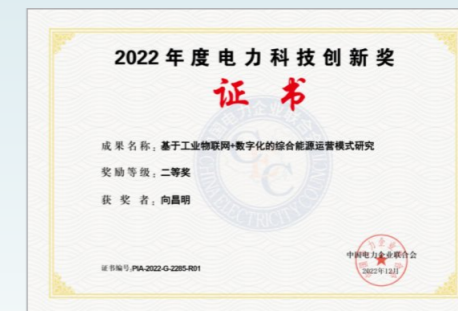 2022年度电力科技创新奖
证书
成果名称：基于工业物联网+数字化的综合能源运营模式研究
奖励等级：二等奖
获奖者：向昌明
证书编号：PIA-2022-G-2265-R01
中国电力企业联合会
2022年12月